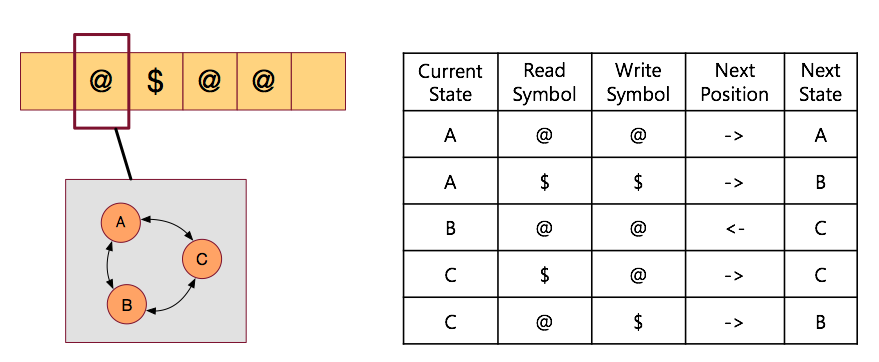 @ $ @ @
A
C
B
Current State Read Symbol Write Symbol Next Position Next State
A @ @ -> A
A $ $ -> B
B @ @ <- C
C $ @ -> C
C @ $ -> B